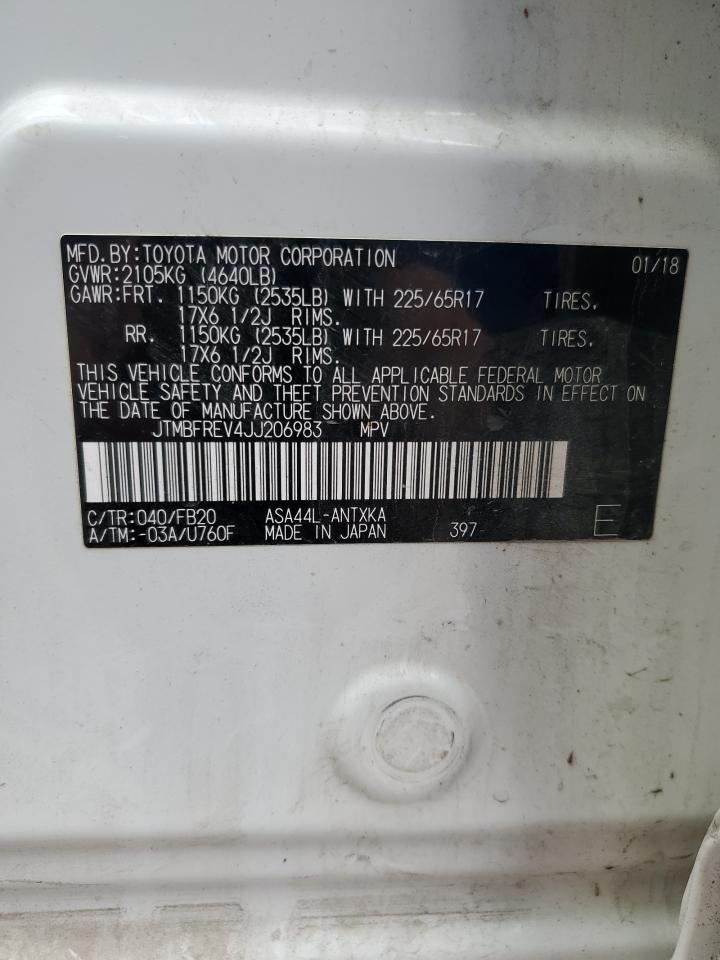 MFD.BY:TOYOTA MOTOR CORPORATION 01/18
GVWR:2105KG (4640LB)
GAWR:FRT. 1150KG (2535LB) WITH 225/65R17 TIRES,
17X6 1/2J RIMS.
RR. 1150KG (2535LB) WITH 225/65R17 TIRES,
17X6 1/2J RIMS.
THIS VEHICLE CONFORMS TO ALL APPLICABLE FEDERAL MOTOR
VEHICLE SAFETY AND THEFT PREVENTION STANDARDS IN EFFECT ON
THE DATE OF MANUFACTURE SHOWN ABOVE.
JTMBFREV4JJ206983 MPV
C/TR:040/FB20 ASA44L-ANTXKA
A/TM:-03A/U760F MADE IN JAPAN 397 E